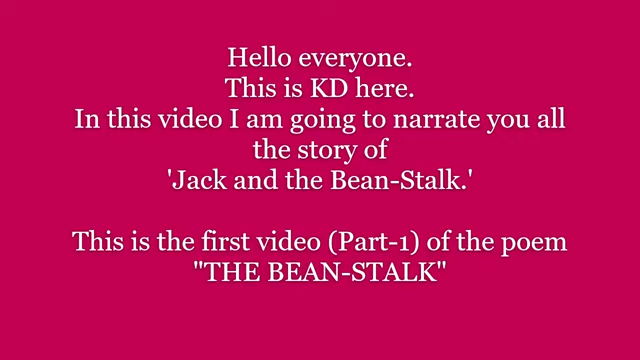 Hello everyone.
This is KD here.
In this video I am going to narrate you all
the story of
'Jack and the Bean-Stalk.'
This is the first video (Part-1) of the poem
"THE BEAN-STALK"